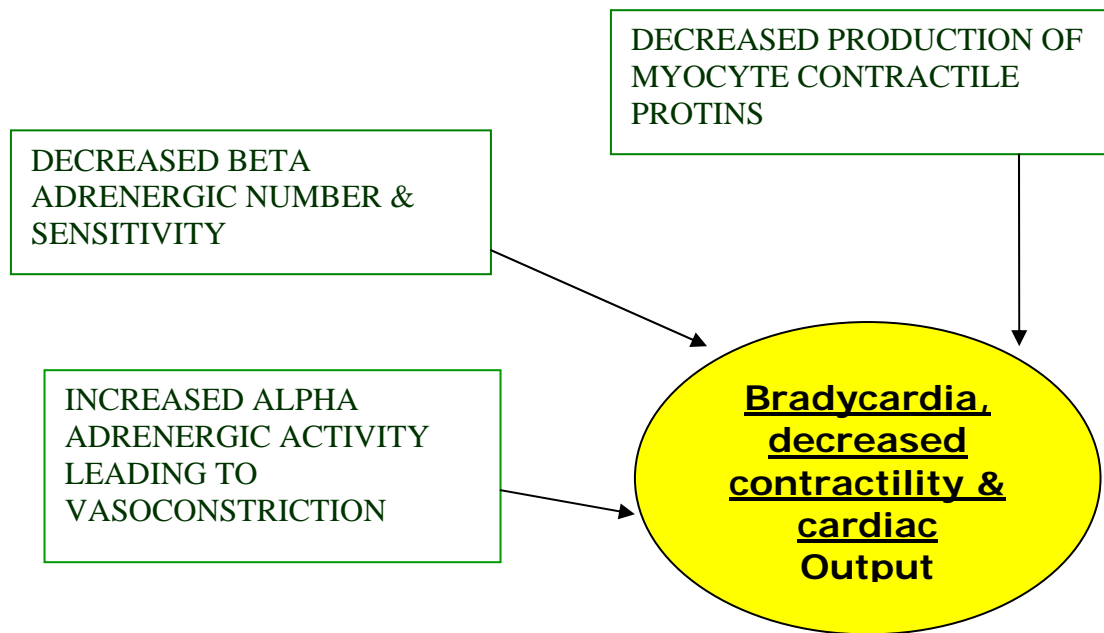 DECREASED PRODUCTION OF
MYOCYTE CONTRACTILE
PROTINS
DECREASED BETA
ADRENERGIC NUMBER &
SENSITIVITY
INCREASED ALPHA
ADRENERGIC ACTIVITY
LEADING TO
VASOCONSTRICTION
Bradycardia,
decreased
contractility &
cardiac
Output